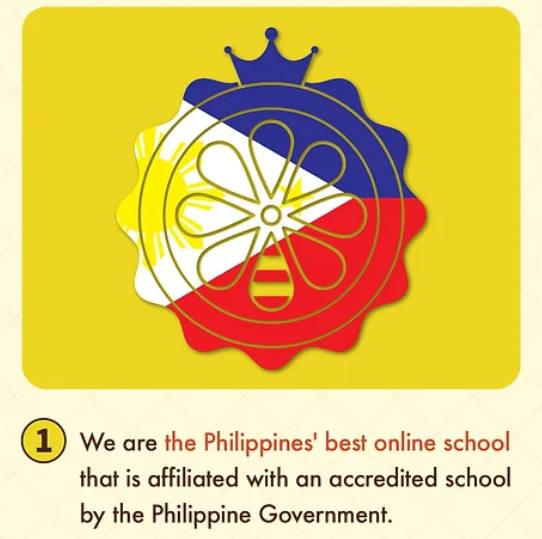 1
We are the Philippines' best online school
that is affiliated with an accredited school
by the Philippine Government.